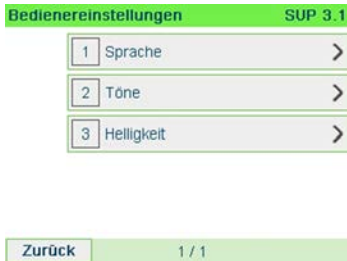 Bedienereinstellungen SUP 3.1
1 Sprache
2 Töne
3 Helligkeit
Zurück 1 / 1